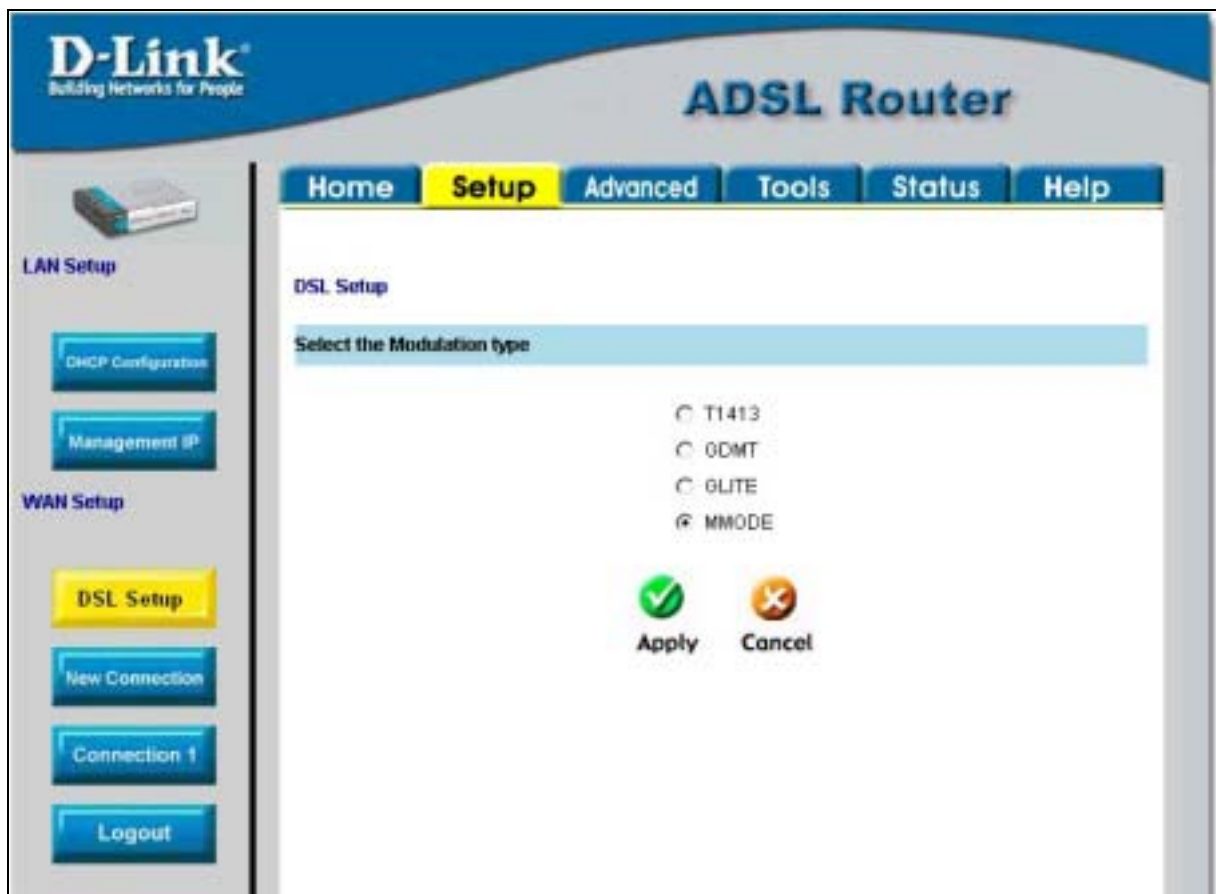 D-Link
Building Networks for People
ADSL Router
Home
Setup
Advanced
Tools
Status
Help
LAN Setup
DHCP Configuration
Management IP
WAN Setup
DSL Setup
New Connection
Connection 1
Logout
DSL Setup
Select the Modulation type
T1413
GDMT
GLITE
MMODE
Apply
Cancel